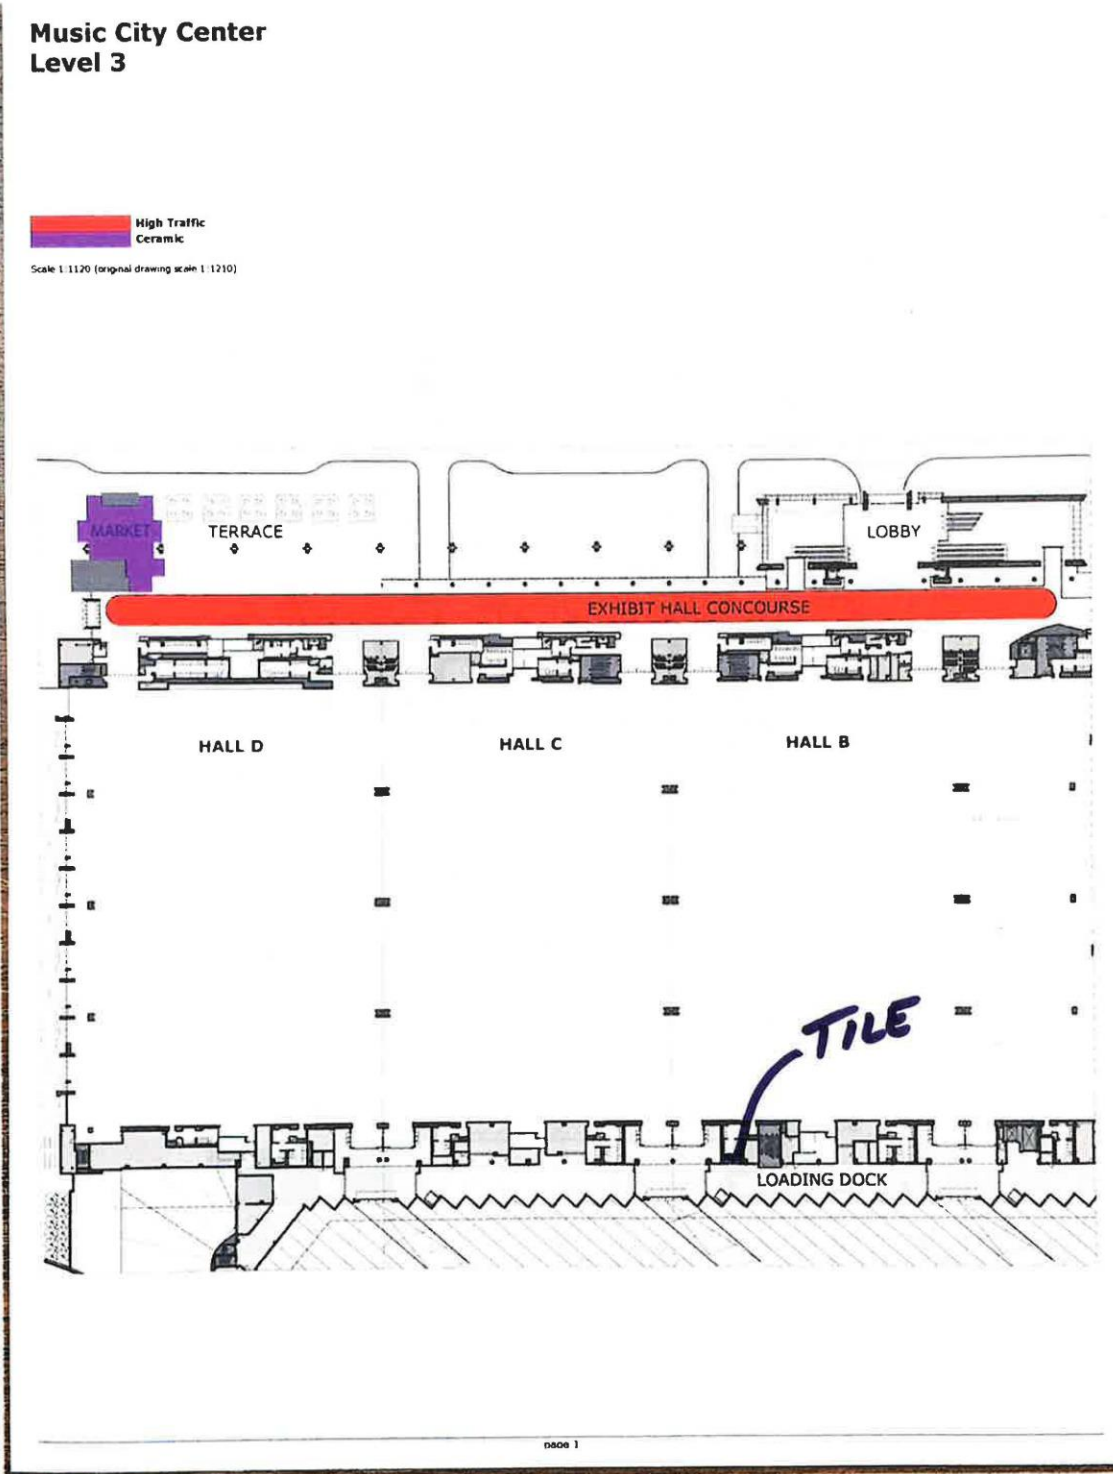 Music City Center
Level 3
High Traffic
Ceramic
Scale 1:1120 (original drawing scale 1:1210)
MARKET
TERRACE
LOBBY
EXHIBIT HALL CONCOURSE
HALL D
HALL C
HALL B
TILE
LOADING DOCK
page 1